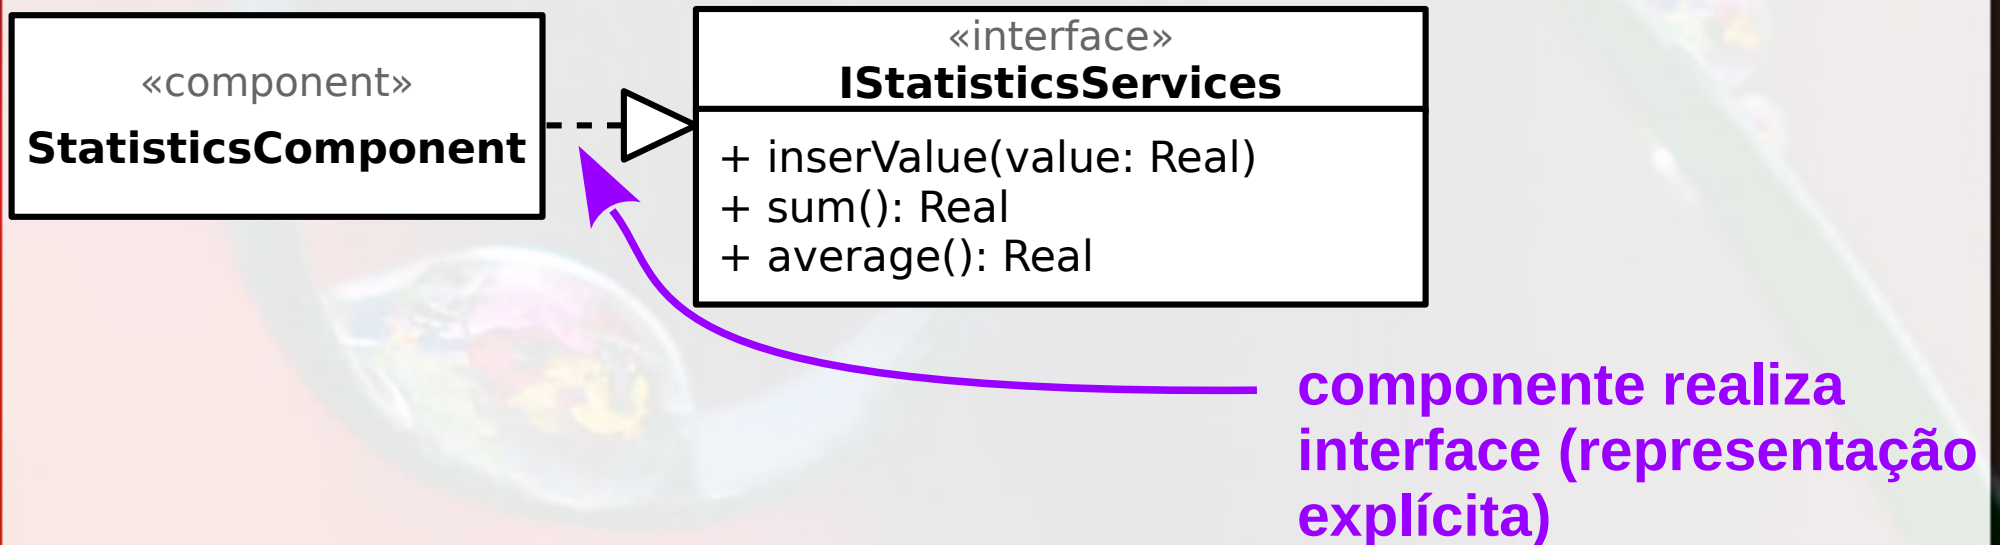 «component»
StatisticsComponent
«interface»
IStatisticsServices
+ inserValue(value: Real)
+ sum(): Real
+ average(): Real
componente realiza
interface (representação
explícita)